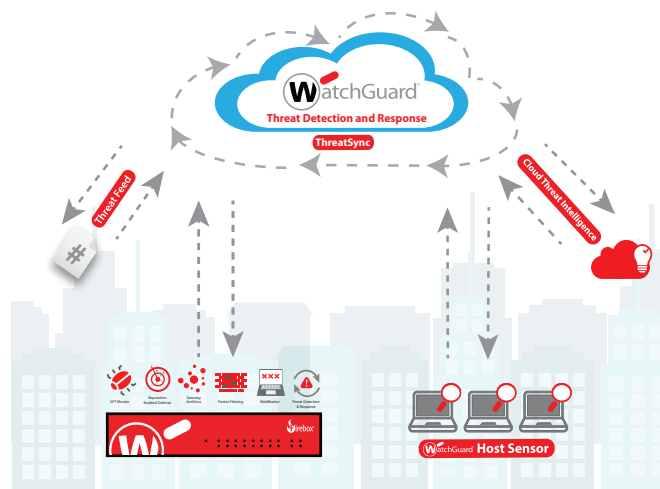 WatchGuard
Threat Detection and Response
ThreatSync
Threat Feed
Cloud Threat Intelligence
#
APT Blocker
Reputation
Enabled Defense
Gateway
AntiVirus
Packet Filtering
XXX
WebBlocker
Threat Detection
& Response
W
Firebox
WatchGuard Host Sensor